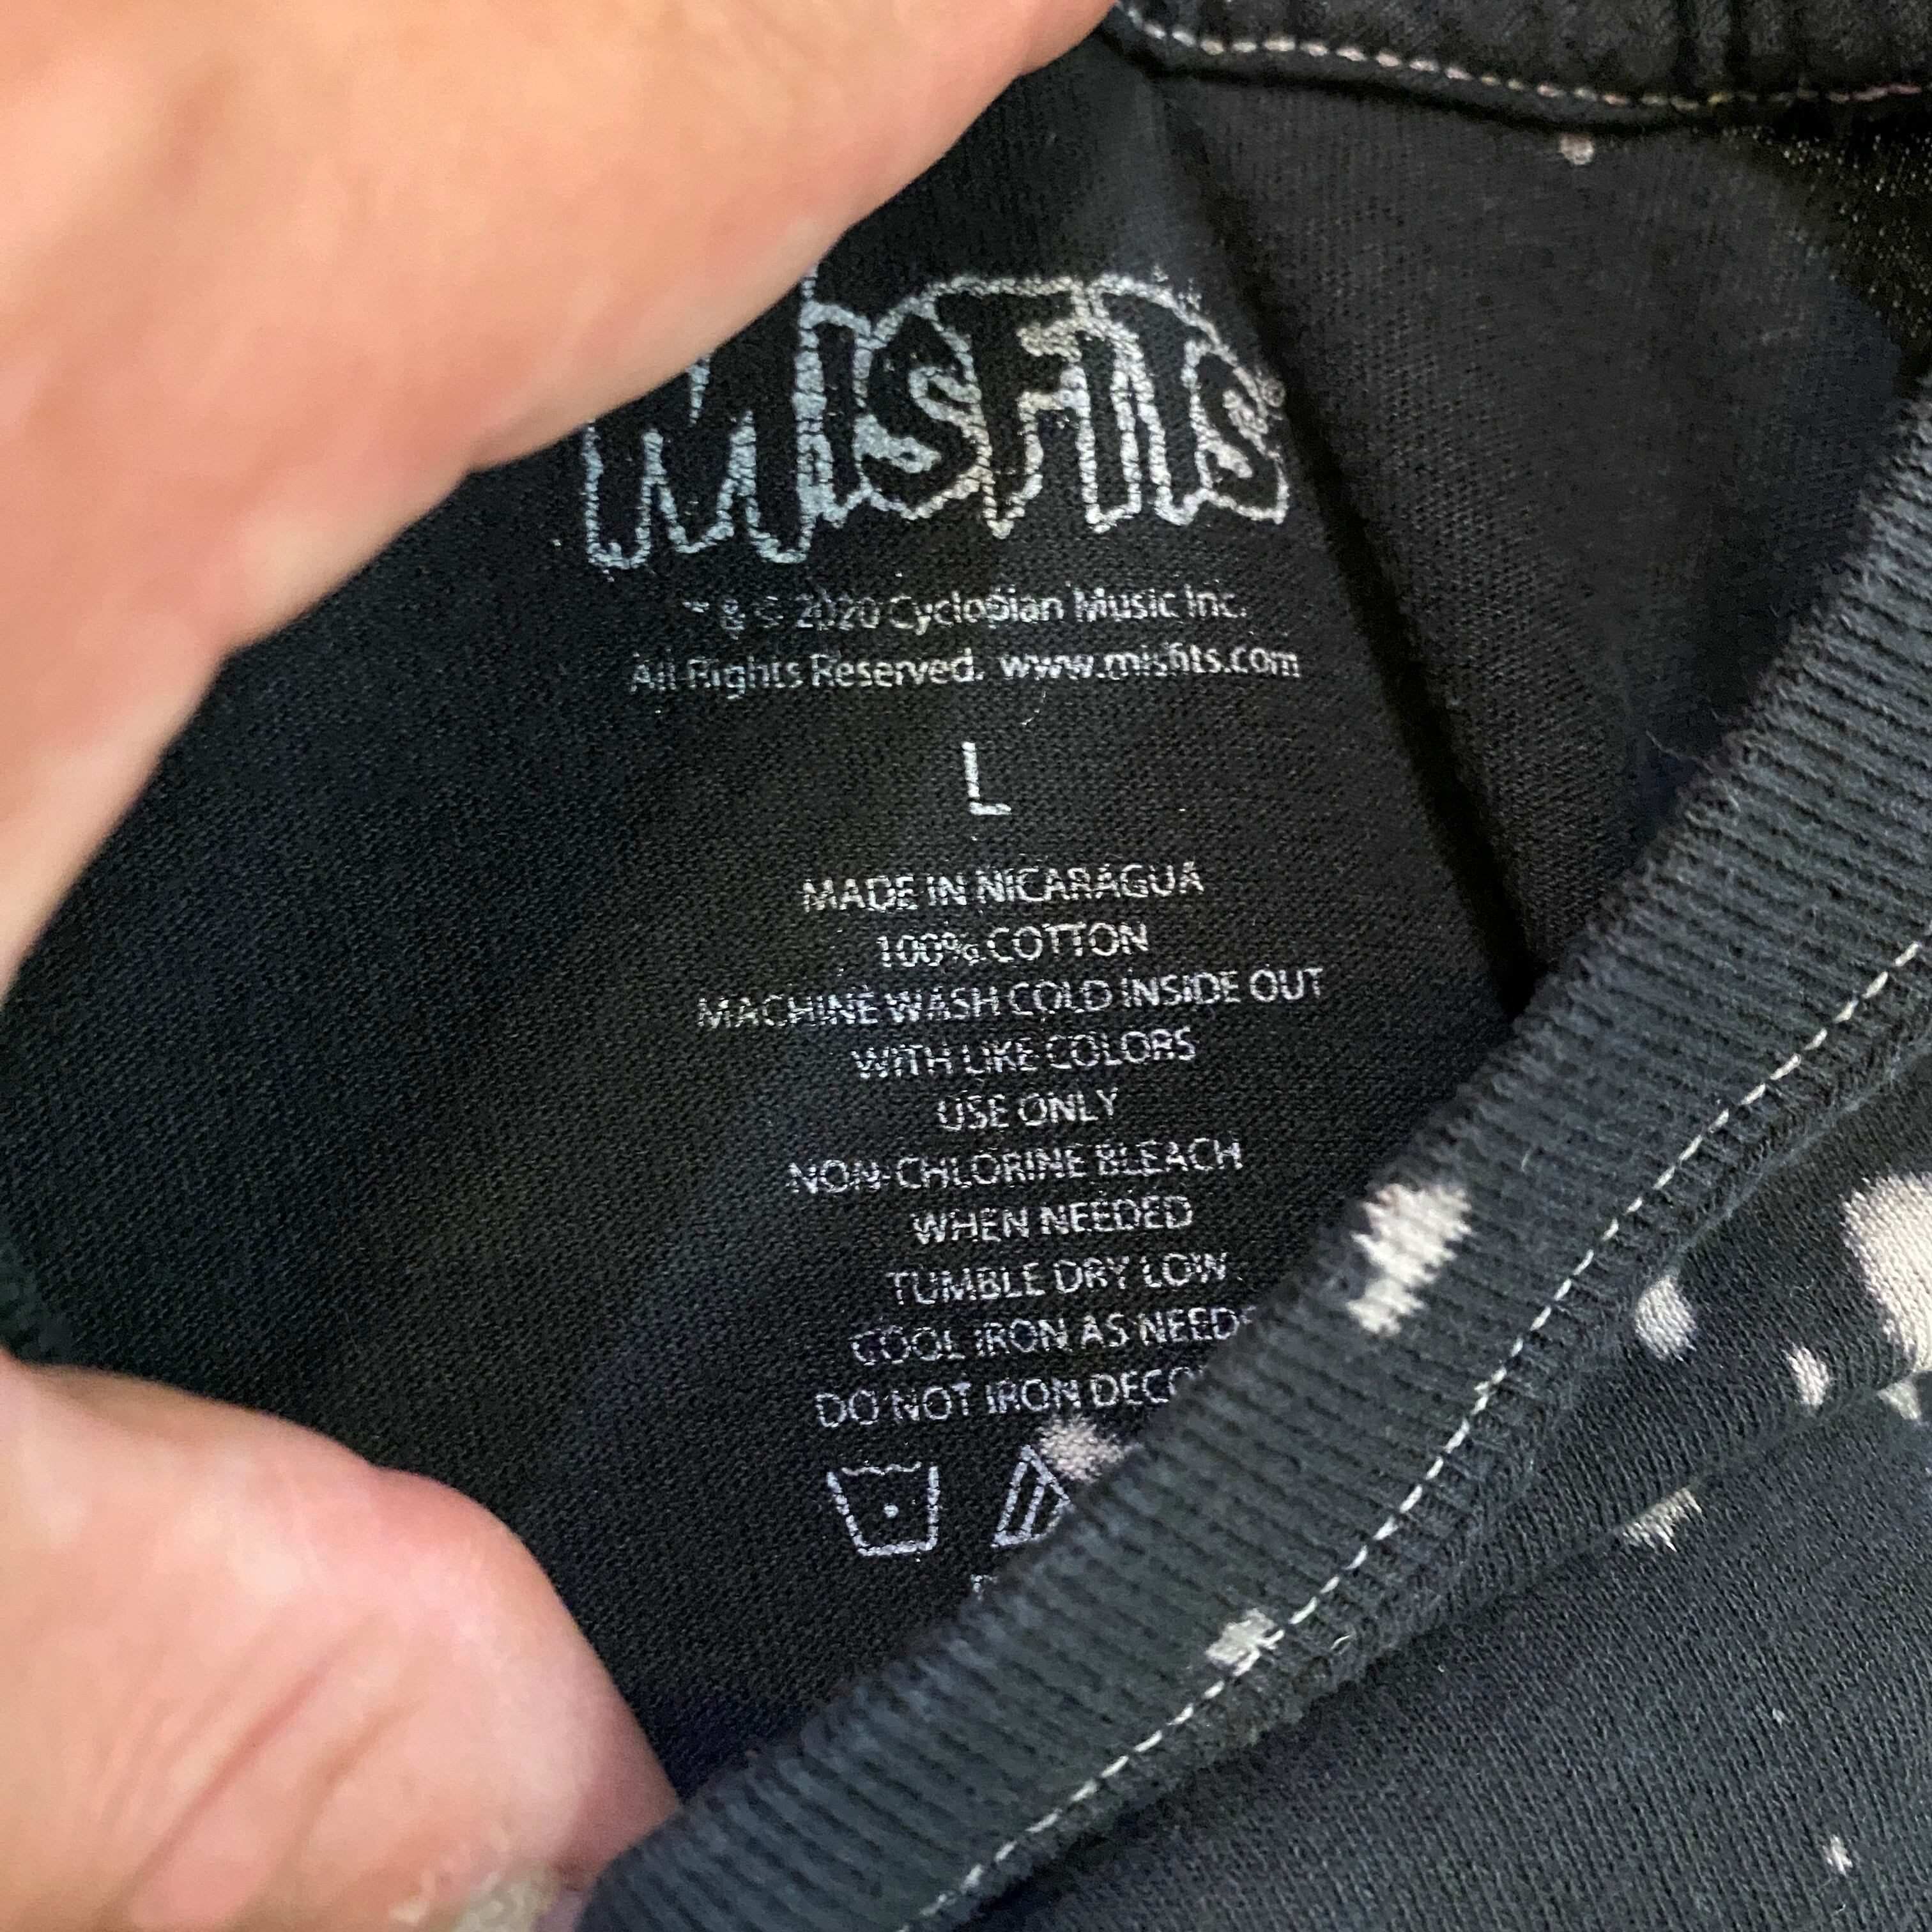 MISFITS
™ & © 2020 Cyclopian Music Inc.
All Rights Reserved. www.misfits.com
L
MADE IN NICARAGUA
100% COTTON
MACHINE WASH COLD INSIDE OUT
WITH LIKE COLORS
USE ONLY
NON-CHLORINE BLEACH
WHEN NEEDED
TUMBLE DRY LOW
COOL IRON AS NEEDE
DO NOT IRON DECO